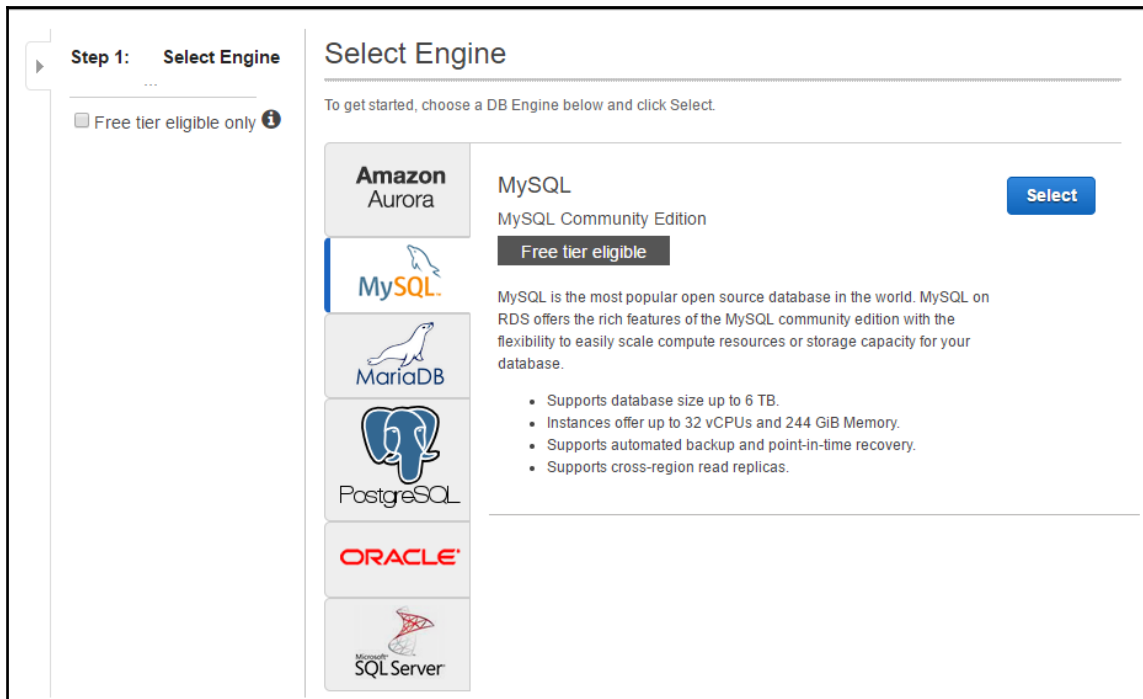 Step 1: Select Engine
...
Free tier eligible only
Select Engine
To get started, choose a DB Engine below and click Select.
Amazon
Aurora
MySQL™
MariaDB
PostgreSQL
ORACLE®
Microsoft®
SQL Server®
MySQL
Select
MySQL Community Edition
Free tier eligible
MySQL is the most popular open source database in the world. MySQL on
RDS offers the rich features of the MySQL community edition with the
flexibility to easily scale compute resources or storage capacity for your
database.
• Supports database size up to 6 TB.
• Instances offer up to 32 vCPUs and 244 GiB Memory.
• Supports automated backup and point-in-time recovery.
• Supports cross-region read replicas.